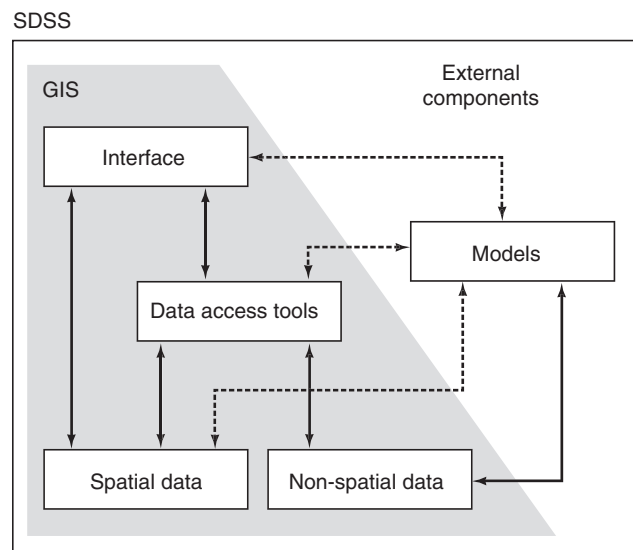 SDSS
GIS
External
components
Interface
Models
Data access tools
Spatial data
Non-spatial data